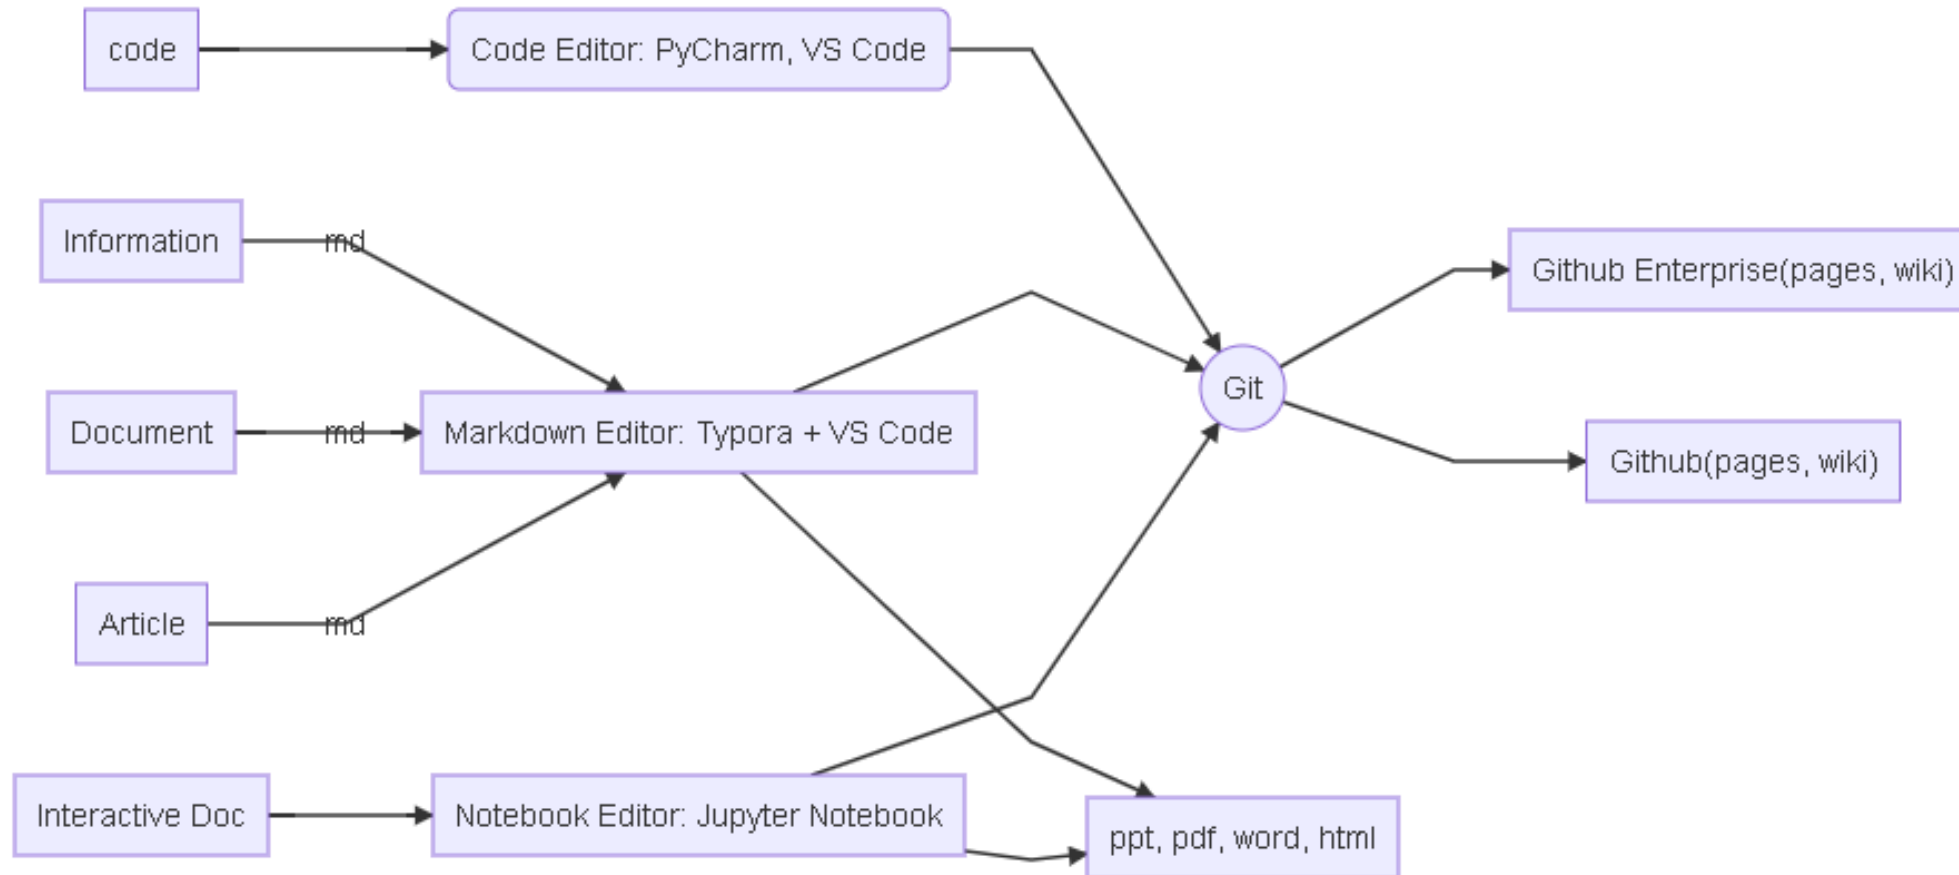 code
Code Editor: PyCharm, VS Code
Information
md
Github Enterprise(pages, wiki)
Git
Document
md
Markdown Editor: Typora + VS Code
Github(pages, wiki)
Article
md
Interactive Doc
Notebook Editor: Jupyter Notebook
ppt, pdf, word, html